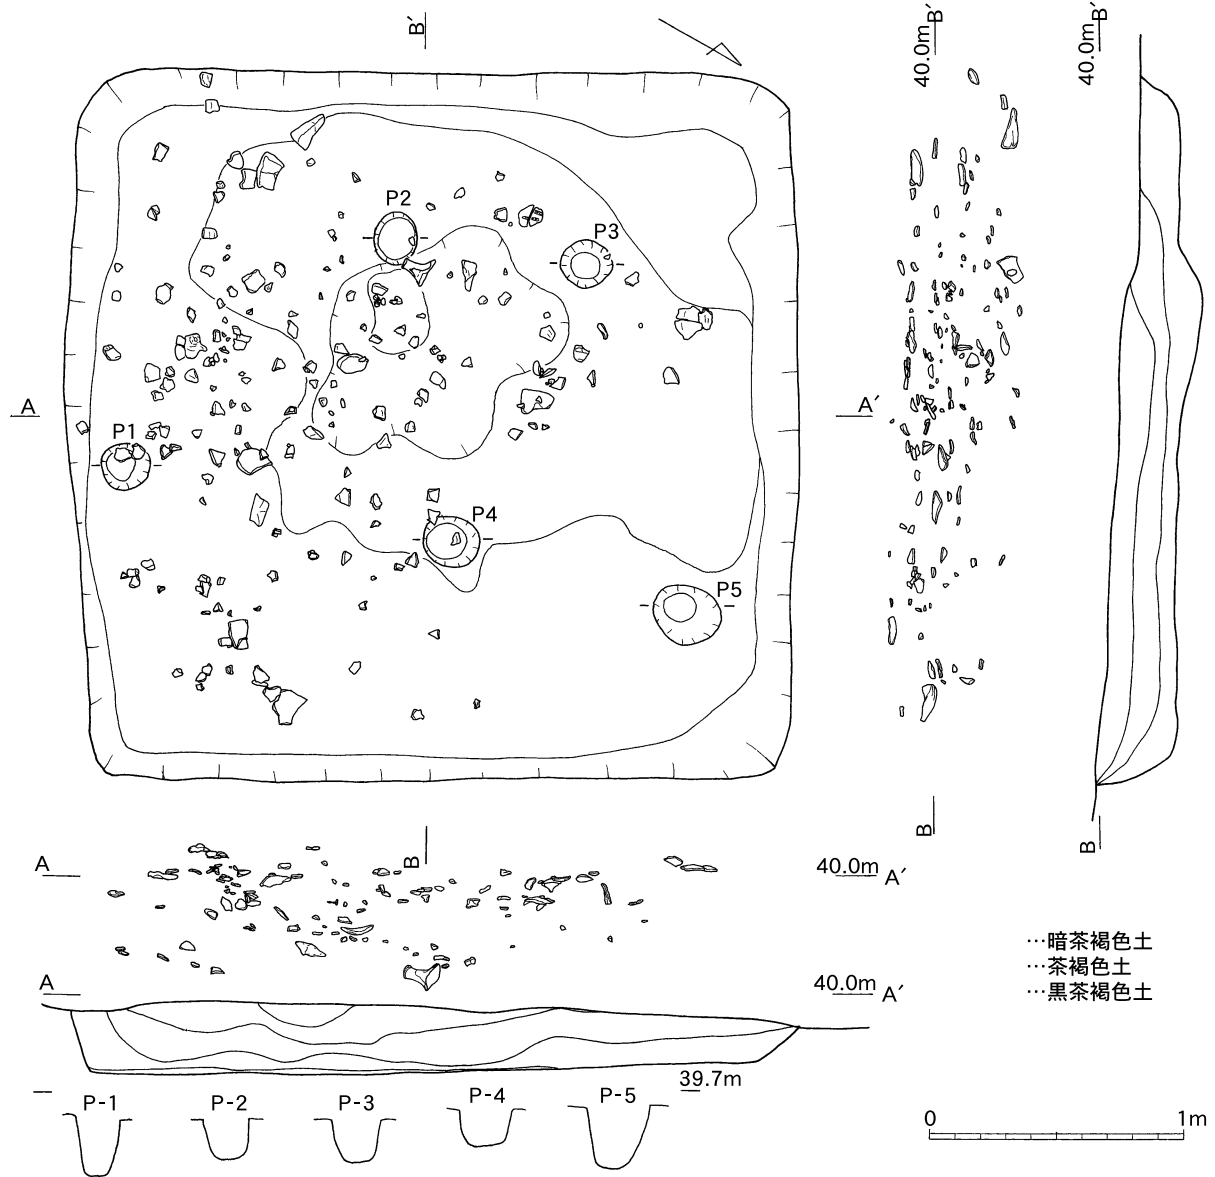 B′
P2
P3
A
A′
P1
P4
P5
B
40.0m B′
B
40.0m B′
B
A
40.0m A′
A
40.0m A′
39.7m
…暗茶褐色土
…茶褐色土
…黒茶褐色土
P-1
P-2
P-3
P-4
P-5
0
1m